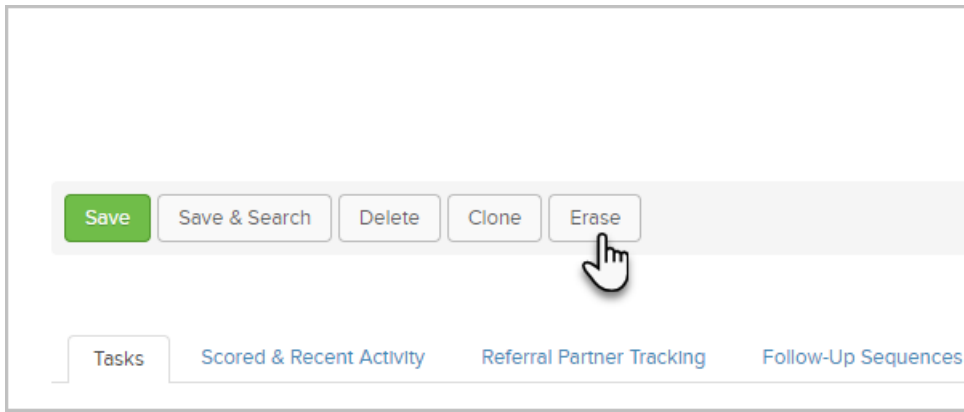 Save Save & Search Delete Clone Erase
Tasks Scored & Recent Activity Referral Partner Tracking Follow-Up Sequences